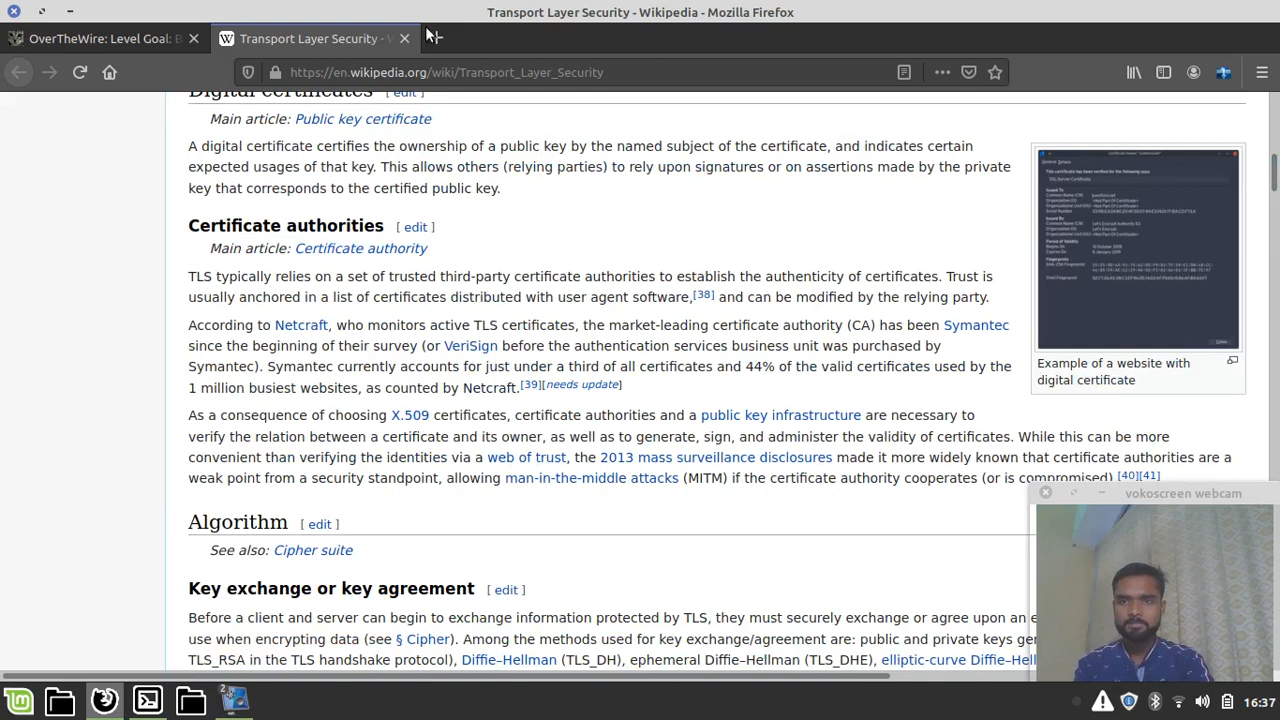 Transport Layer Security - Wikipedia - Mozilla Firefox
OverTheWire: Level Goal: B
Transport Layer Security - W
https://en.wikipedia.org/wiki/Transport_Layer_Security
Digital certificates [ edit ]
Main article: Public key certificate
A digital certificate certifies the ownership of a public key by the named subject of the certificate, and indicates certain
expected usages of that key. This allows others (relying parties) to rely upon signatures or on assertions made by the private
key that corresponds to the certified public key.
Certificate authorities [ edit ]
Main article: Certificate authority
TLS typically relies on a set of trusted third-party certificate authorities to establish the authenticity of certificates. Trust is
usually anchored in a list of certificates distributed with user agent software,[38] and can be modified by the relying party.
According to Netcraft, who monitors active TLS certificates, the market-leading certificate authority (CA) has been Symantec
since the beginning of their survey (or VeriSign before the authentication services business unit was purchased by
Symantec). Symantec currently accounts for just under a third of all certificates and 44% of the valid certificates used by the
1 million busiest websites, as counted by Netcraft.[39][needs update]
Example of a website with
digital certificate
As a consequence of choosing X.509 certificates, certificate authorities and a public key infrastructure are necessary to
verify the relation between a certificate and its owner, as well as to generate, sign, and administer the validity of certificates. While this can be more
convenient than verifying the identities via a web of trust, the 2013 mass surveillance disclosures made it more widely known that certificate authorities are a
weak point from a security standpoint, allowing man-in-the-middle attacks (MITM) if the certificate authority cooperates (or is compromised).[40][41]
vokoscreen webcam
Algorithm [ edit ]
See also: Cipher suite
Key exchange or key agreement [ edit ]
Before a client and server can begin to exchange information protected by TLS, they must securely exchange or agree upon an e
use when encrypting data (see § Cipher). Among the methods used for key exchange/agreement are: public and private keys gen
TLS_RSA in the TLS handshake protocol), Diffie–Hellman (TLS_DH), ephemeral Diffie–Hellman (TLS_DHE), elliptic-curve Diffie–Hell
2
16:37